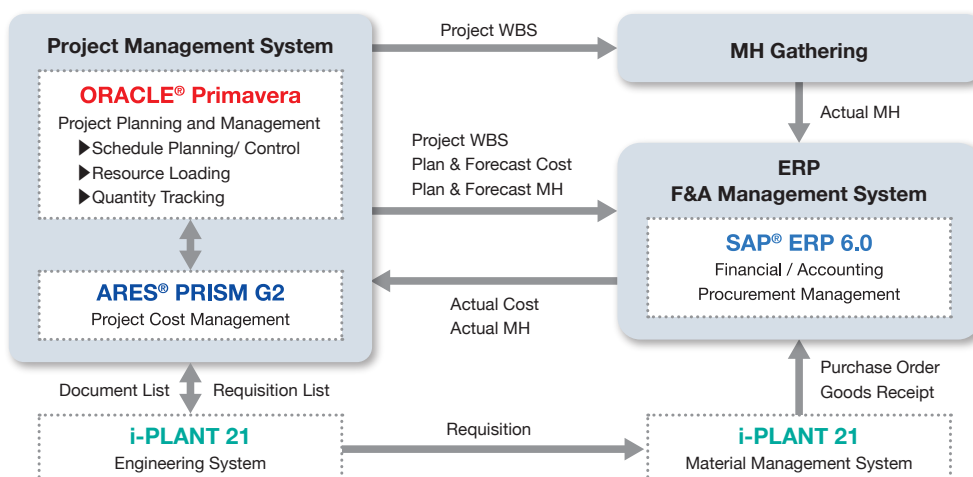 Project Management System
ORACLE® Primavera
Project Planning and Management
▶Schedule Planning/ Control
▶Resource Loading
▶Quantity Tracking
ARES® PRISM G2
Project Cost Management
Project WBS
MH Gathering
Actual MH
Project WBS
Plan & Forecast Cost
Plan & Forecast MH
ERP
F&A Management System
SAP® ERP 6.0
Financial / Accounting
Procurement Management
Actual Cost
Actual MH
Document List
Requisition List
Purchase Order
Goods Receipt
i-PLANT 21
Engineering System
Requisition
i-PLANT 21
Material Management System